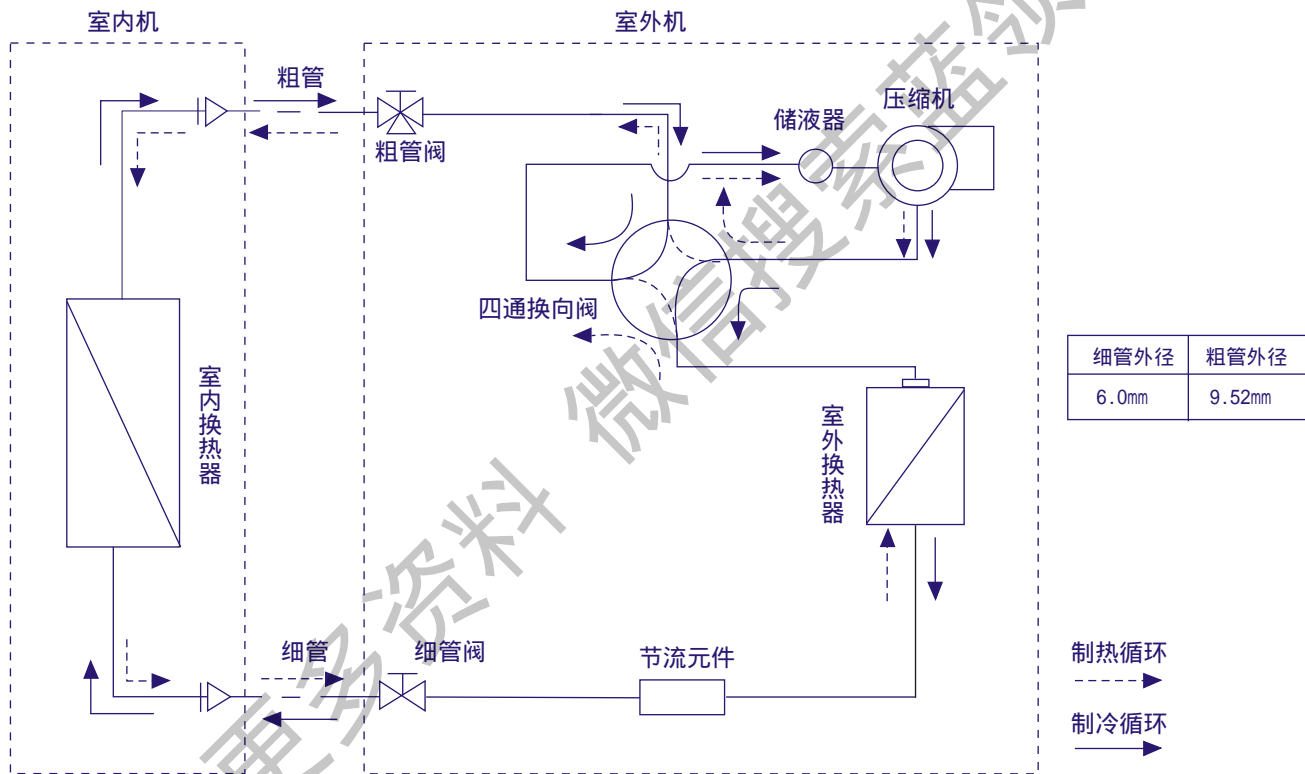 室内机
室外机
粗管
粗管阀
储液器
压缩机
四通换向阀
室内换热器
室外换热器
细管外径 粗管外径
6.0mm 9.52mm
细管
细管阀
节流元件
制热循环
制冷循环
更多资料 微信搜索蓝领